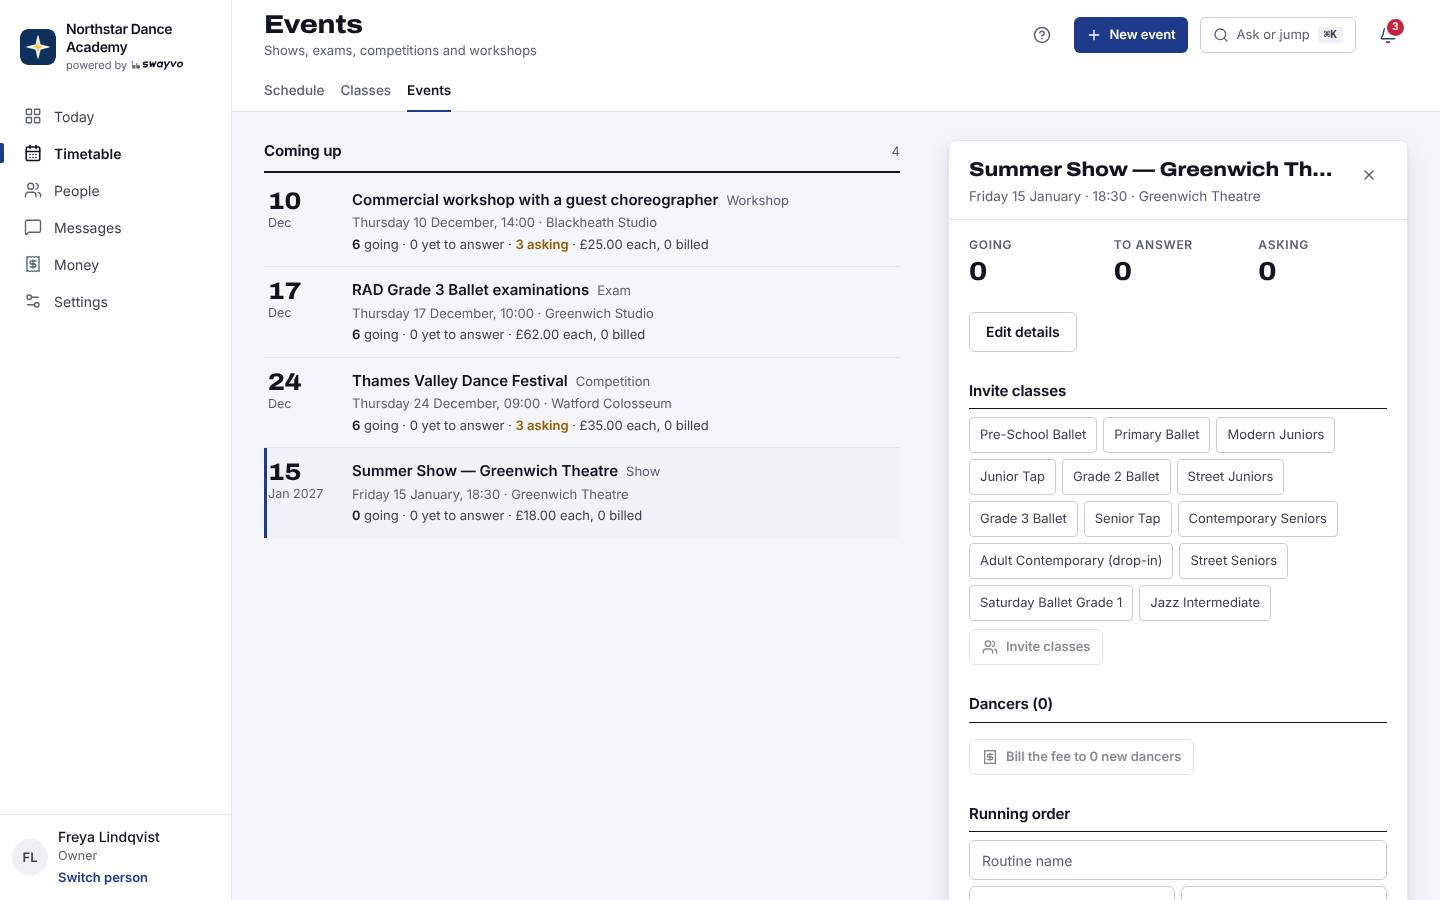 Northstar Dance
Academy
powered by swayvo
Today
Timetable
People
Messages
Money
Settings
FL
Freya Lindqvist
Owner
Switch person
Events
Shows, exams, competitions and workshops
New event
Ask or jump
⌘K
3
Schedule
Classes
Events
Coming up
4
10
Dec
Commercial workshop with a guest choreographer Workshop
Thursday 10 December, 14:00 · Blackheath Studio
6 going · 0 yet to answer · 3 asking · £25.00 each, 0 billed
17
Dec
RAD Grade 3 Ballet examinations Exam
Thursday 17 December, 10:00 · Greenwich Studio
6 going · 0 yet to answer · £62.00 each, 0 billed
24
Dec
Thames Valley Dance Festival Competition
Thursday 24 December, 09:00 · Watford Colosseum
6 going · 0 yet to answer · 3 asking · £35.00 each, 0 billed
15
Jan 2027
Summer Show — Greenwich Theatre Show
Friday 15 January, 18:30 · Greenwich Theatre
0 going · 0 yet to answer · £18.00 each, 0 billed
Summer Show — Greenwich Th...
Friday 15 January · 18:30 · Greenwich Theatre
GOING
0
TO ANSWER
0
ASKING
0
Edit details
Invite classes
Pre-School Ballet
Primary Ballet
Modern Juniors
Junior Tap
Grade 2 Ballet
Street Juniors
Grade 3 Ballet
Senior Tap
Contemporary Seniors
Adult Contemporary (drop-in)
Street Seniors
Saturday Ballet Grade 1
Jazz Intermediate
Invite classes
Dancers (0)
Bill the fee to 0 new dancers
Running order
Routine name